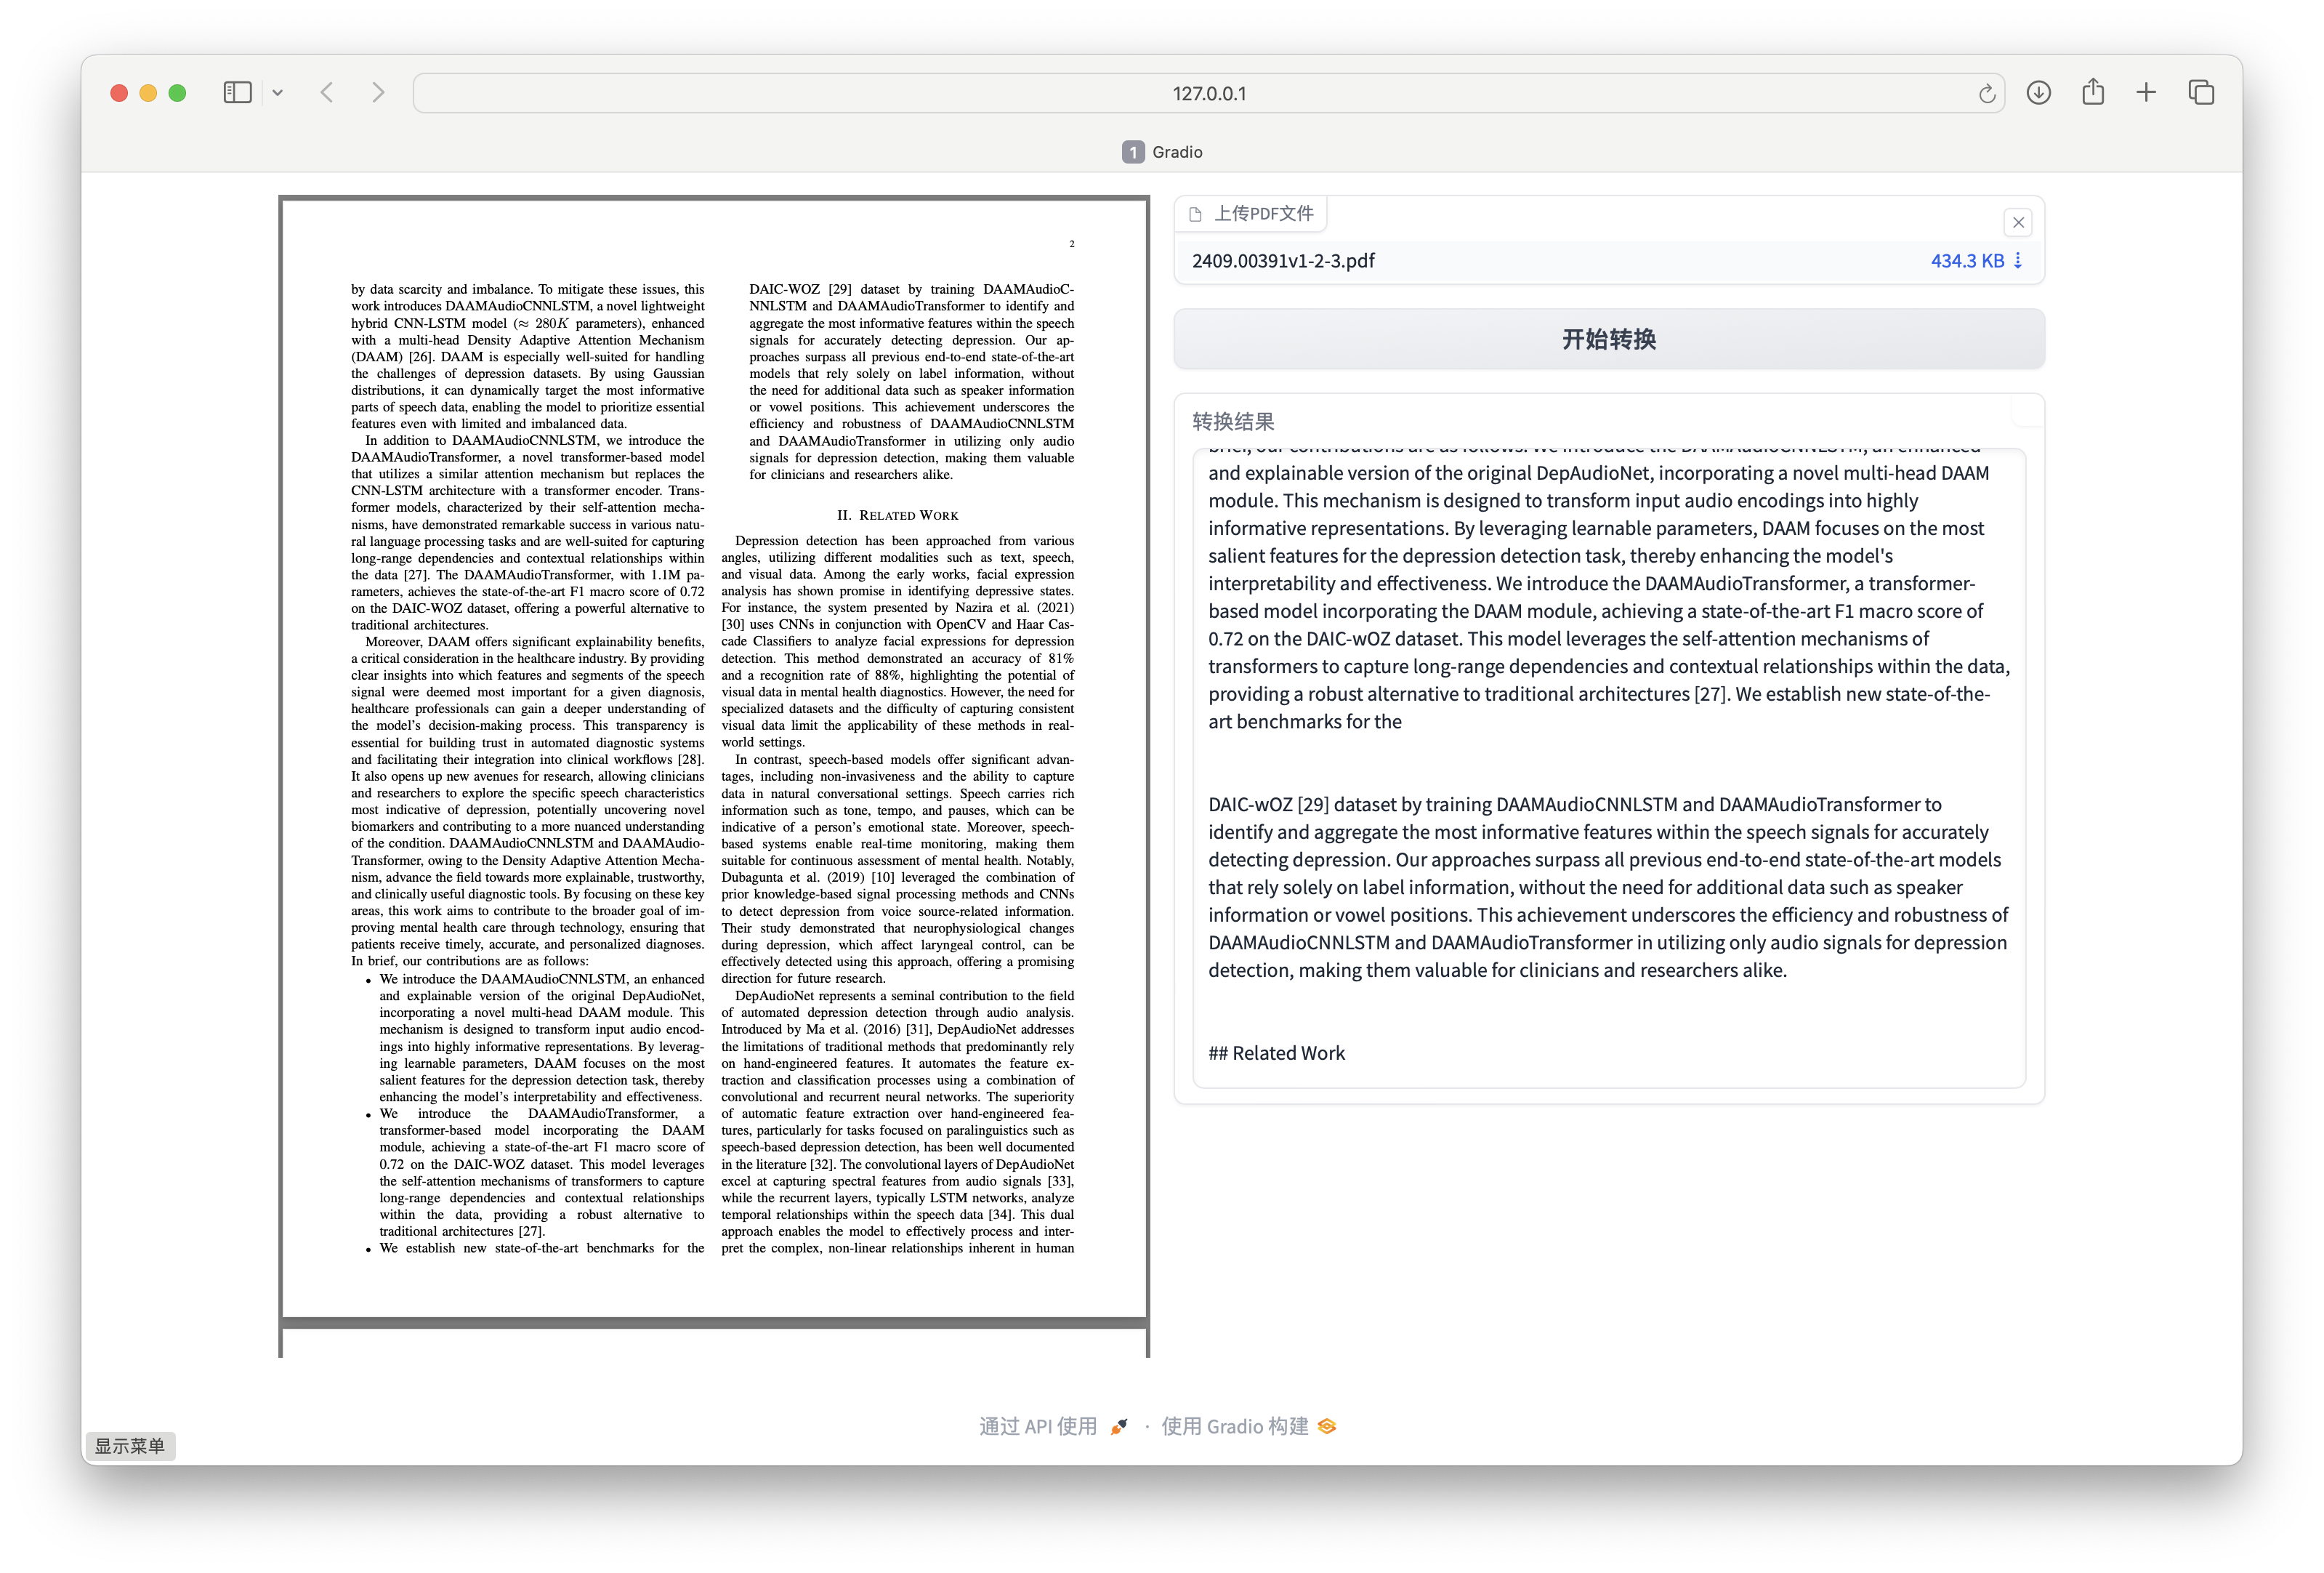 127.0.0.1
1 Gradio
2
by data scarcity and imbalance. To mitigate these issues, this
work introduces DAAMAudioCNNLSTM, a novel lightweight
hybrid CNN-LSTM model (≈ 280K parameters), enhanced
with a multi-head Density Adaptive Attention Mechanism
(DAAM) [26]. DAAM is especially well-suited for handling
the challenges of depression datasets. By using Gaussian
distributions, it can dynamically target the most informative
parts of speech data, enabling the model to prioritize essential
features even with limited and imbalanced data.
In addition to DAAMAudioCNNLSTM, we introduce the
DAAMAudioTransformer, a novel transformer-based model
that utilizes a similar attention mechanism but replaces the
CNN-LSTM architecture with a transformer encoder. Trans-
former models, characterized by their self-attention mecha-
nisms, have demonstrated remarkable success in various natu-
ral language processing tasks and are well-suited for capturing
long-range dependencies and contextual relationships within
the data [27]. The DAAMAudioTransformer, with 1.1M pa-
rameters, achieves the state-of-the-art F1 macro score of 0.72
on the DAIC-WOZ dataset, offering a powerful alternative to
traditional architectures.
Moreover, DAAM offers significant explainability benefits,
a critical consideration in the healthcare industry. By providing
clear insights into which features and segments of the speech
signal were deemed most important for a given diagnosis,
healthcare professionals can gain a deeper understanding of
the model's decision-making process. This transparency is
essential for building trust in automated diagnostic systems
and facilitating their integration into clinical workflows [28].
It also opens up new avenues for research, allowing clinicians
and researchers to explore the specific speech characteristics
most indicative of depression, potentially uncovering novel
biomarkers and contributing to a more nuanced understanding
of the condition. DAAMAudioCNNLSTM and DAAMAudio-
Transformer, owing to the Density Adaptive Attention Mecha-
nism, advance the field towards more explainable, trustworthy,
and clinically useful diagnostic tools. By focusing on these key
areas, this work aims to contribute to the broader goal of im-
proving mental health care through technology, ensuring that
patients receive timely, accurate, and personalized diagnoses.
In brief, our contributions are as follows:
• We introduce the DAAMAudioCNNLSTM, an enhanced
and explainable version of the original DepAudioNet,
incorporating a novel multi-head DAAM module. This
mechanism is designed to transform input audio encod-
ings into highly informative representations. By leverag-
ing learnable parameters, DAAM focuses on the most
salient features for the depression detection task, thereby
enhancing the model's interpretability and effectiveness.
• We introduce the DAAMAudioTransformer, a
transformer-based model incorporating the DAAM
module, achieving a state-of-the-art F1 macro score of
0.72 on the DAIC-WOZ dataset. This model leverages
the self-attention mechanisms of transformers to capture
long-range dependencies and contextual relationships
within the data, providing a robust alternative to
traditional architectures [27].
• We establish new state-of-the-art benchmarks for the
DAIC-WOZ [29] dataset by training DAAMAudioC-
NNLSTM and DAAMAudioTransformer to identify and
aggregate the most informative features within the speech
signals for accurately detecting depression. Our ap-
proaches surpass all previous end-to-end state-of-the-art
models that rely solely on label information, without
the need for additional data such as speaker information
or vowel positions. This achievement underscores the
efficiency and robustness of DAAMAudioCNNLSTM
and DAAMAudioTransformer in utilizing only audio
signals for depression detection, making them valuable
for clinicians and researchers alike.
II. RELATED WORK
Depression detection has been approached from various
angles, utilizing different modalities such as text, speech,
and visual data. Among the early works, facial expression
analysis has shown promise in identifying depressive states.
For instance, the system presented by Nazira et al. (2021)
[30] uses CNNs in conjunction with OpenCV and Haar Cas-
cade Classifiers to analyze facial expressions for depression
detection. This method demonstrated an accuracy of 81%
and a recognition rate of 88%, highlighting the potential of
visual data in mental health diagnostics. However, the need for
specialized datasets and the difficulty of capturing consistent
visual data limit the applicability of these methods in real-
world settings.
In contrast, speech-based models offer significant advan-
tages, including non-invasiveness and the ability to capture
data in natural conversational settings. Speech carries rich
information such as tone, tempo, and pauses, which can be
indicative of a person's emotional state. Moreover, speech-
based systems enable real-time monitoring, making them
suitable for continuous assessment of mental health. Notably,
Dubagunta et al. (2019) [10] leveraged the combination of
prior knowledge-based signal processing methods and CNNs
to detect depression from voice source-related information.
Their study demonstrated that neurophysiological changes
during depression, which affect laryngeal control, can be
effectively detected using this approach, offering a promising
direction for future research.
DepAudioNet represents a seminal contribution to the field
of automated depression detection through audio analysis.
Introduced by Ma et al. (2016) [31], DepAudioNet addresses
the limitations of traditional methods that predominantly rely
on hand-engineered features. It automates the feature ex-
traction and classification processes using a combination of
convolutional and recurrent neural networks. The superiority
of automatic feature extraction over hand-engineered fea-
tures, particularly for tasks focused on paralinguistics such as
speech-based depression detection, has been well documented
in the literature [32]. The convolutional layers of DepAudioNet
excel at capturing spectral features from audio signals [33],
while the recurrent layers, typically LSTM networks, analyze
temporal relationships within the speech data [34]. This dual
approach enables the model to effectively process and inter-
pret the complex, non-linear relationships inherent in human
上传PDF文件
2409.00391v1-2-3.pdf 434.3 KB ⇣
开始转换
转换结果
brief, our contributions are as follows: We introduce the DAAMAudioCNNLSTM, an enhanced
and explainable version of the original DepAudioNet, incorporating a novel multi-head DAAM
module. This mechanism is designed to transform input audio encodings into highly
informative representations. By leveraging learnable parameters, DAAM focuses on the most
salient features for the depression detection task, thereby enhancing the model's
interpretability and effectiveness. We introduce the DAAMAudioTransformer, a transformer-
based model incorporating the DAAM module, achieving a state-of-the-art F1 macro score of
0.72 on the DAIC-wOZ dataset. This model leverages the self-attention mechanisms of
transformers to capture long-range dependencies and contextual relationships within the data,
providing a robust alternative to traditional architectures [27]. We establish new state-of-the-
art benchmarks for the
DAIC-wOZ [29] dataset by training DAAMAudioCNNLSTM and DAAMAudioTransformer to
identify and aggregate the most informative features within the speech signals for accurately
detecting depression. Our approaches surpass all previous end-to-end state-of-the-art models
that rely solely on label information, without the need for additional data such as speaker
information or vowel positions. This achievement underscores the efficiency and robustness of
DAAMAudioCNNLSTM and DAAMAudioTransformer in utilizing only audio signals for depression
detection, making them valuable for clinicians and researchers alike.
## Related Work
通过 API 使用 · 使用 Gradio 构建
显示菜单